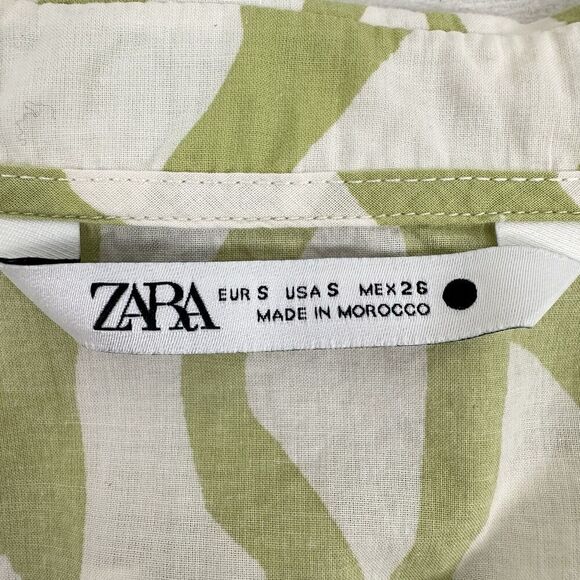 ZARA
EUR S USA S MEX 26
MADE IN MOROCCO